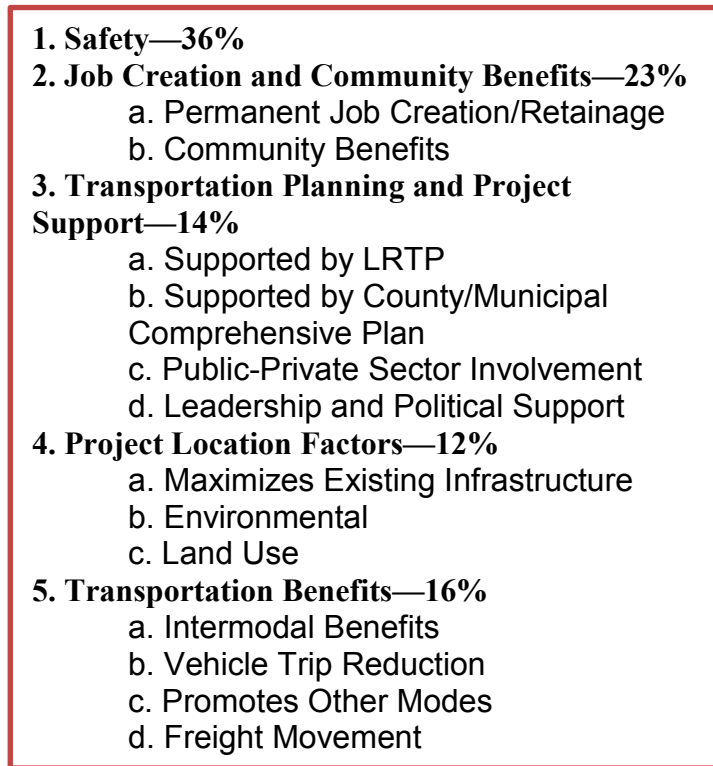 1. Safety—36%
2. Job Creation and Community Benefits—23%
a. Permanent Job Creation/Retainage
b. Community Benefits
3. Transportation Planning and Project
Support—14%
a. Supported by LRTP
b. Supported by County/Municipal
Comprehensive Plan
c. Public-Private Sector Involvement
d. Leadership and Political Support
4. Project Location Factors—12%
a. Maximizes Existing Infrastructure
b. Environmental
c. Land Use
5. Transportation Benefits—16%
a. Intermodal Benefits
b. Vehicle Trip Reduction
c. Promotes Other Modes
d. Freight Movement